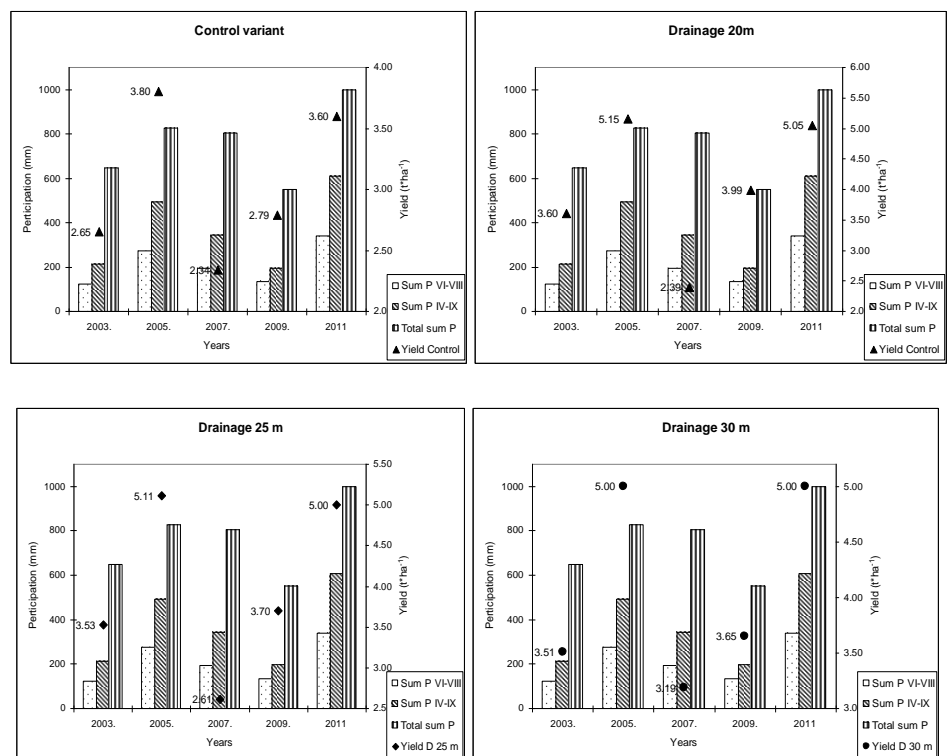 Control variant
4.00
3.50
3.00
2.50
2.0
Yield (t*ha-1)
1000
800
600
400
200
0
Perticipation (mm)
2.65
3.80
2.34
2.79
3.60
2003.
2005.
2007.
2009.
2011
Years
Sum P VI-VIII
Sum P IV-IX
Total sum P
Yield Control
Drainage 20m
6.00
5.50
5.00
4.50
4.00
3.50
3.00
2.50
2.0
Yield (t*ha-1)
1000
800
600
400
200
0
Perticipation (mm)
3.60
5.15
2.39
3.99
5.05
2003.
2005.
2007.
2009.
2011
Years
Sum P VI-VIII
Sum P IV-IX
Total sum P
Yield Control
Drainage 25 m
5.50
5.00
4.50
4.00
3.50
3.00
2.5
Yield (t*ha-1)
1000
800
600
400
200
0
Perticipation (mm)
3.53
5.11
2.61
3.70
5.00
2003.
2005.
2007.
2009.
2011
Years
Sum P VI-VIII
Sum P IV-IX
Total sum P
Yield D 25 m
Drainage 30 m
5.00
4.50
4.00
3.50
3.0
Yield (t*ha-1)
1000
800
600
400
200
0
Perticipation (mm)
3.51
5.00
3.19
3.65
5.00
2003.
2005.
2007.
2009.
2011
Years
Sum P VI-VIII
Sum P IV-IX
Total sum P
Yield D 30 m